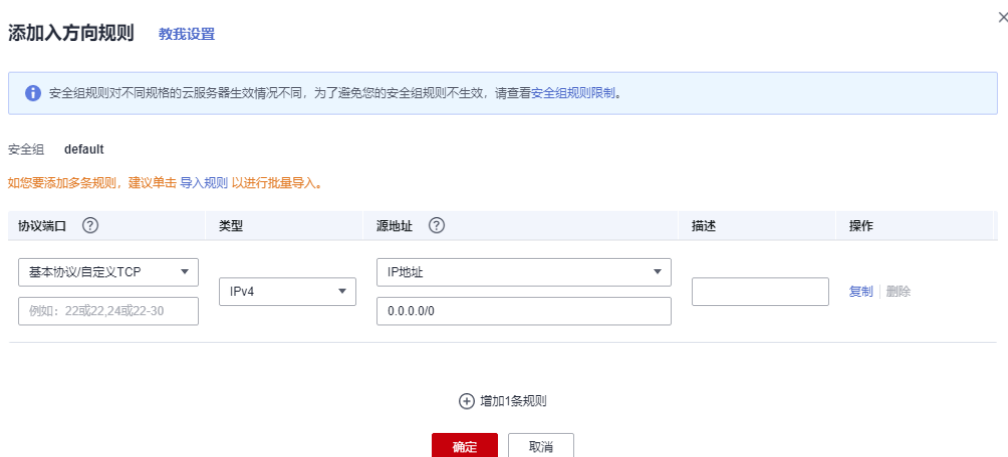 添加入方向规则 教我设置
安全组规则对不同规格的云服务器生效情况不同，为了避免您的安全组规则不生效，请查看安全组规则限制。
安全组 default
如您要添加多条规则，建议单击 导入规则 以进行批量导入。
协议端口 类型 源地址 描述 操作
基本协议/自定义TCP IP地址
IPv4 复制 删除
例如：22或22,24或22-30 0.0.0.0/0
增加1条规则
确定 取消